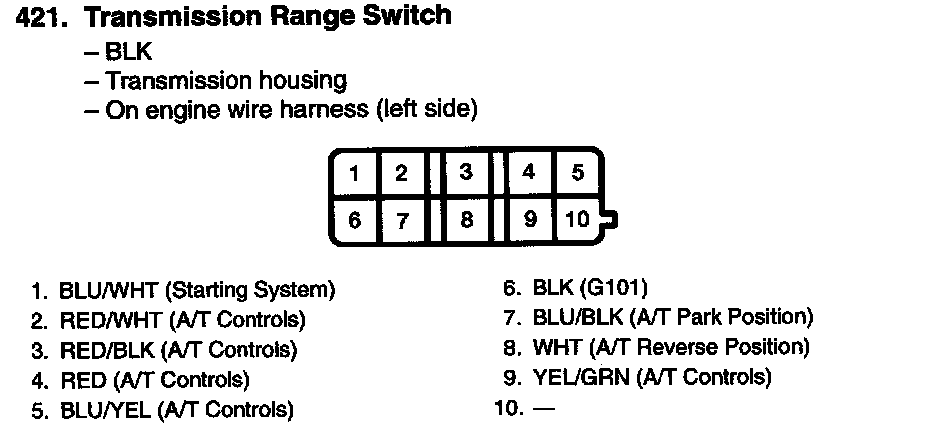 421. Transmission Range Switch
– BLK
– Transmission housing
– On engine wire harness (left side)
1 2 3 4 5
6 7 8 9 10
1. BLU/WHT (Starting System)
2. RED/WHT (A/T Controls)
3. RED/BLK (A/T Controls)
4. RED (A/T Controls)
5. BLU/YEL (A/T Controls)
6. BLK (G101)
7. BLU/BLK (A/T Park Position)
8. WHT (A/T Reverse Position)
9. YEL/GRN (A/T Controls)
10. —